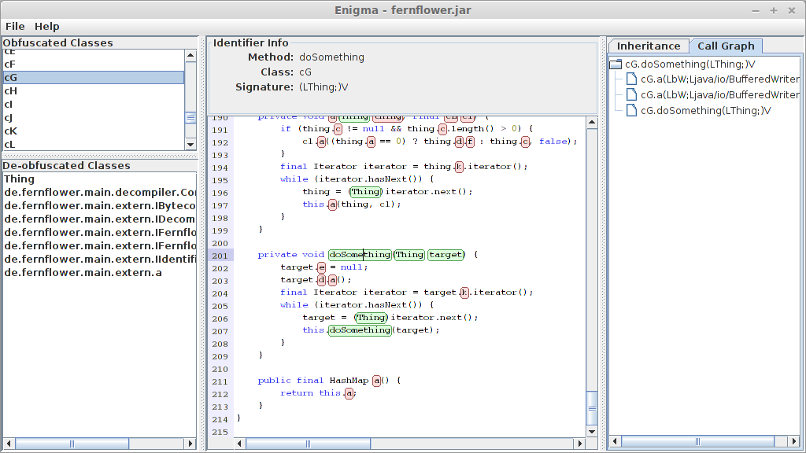 Enigma - fernflower.jar
File Help
Obfuscated Classes
cE
cF
cG
cH
cI
cJ
cK
cL
De-obfuscated Classes
Thing
de.fernflower.main.decompiler.Cor
de.fernflower.main.extern.IByteco
de.fernflower.main.extern.IDecom
de.fernflower.main.extern.IFernflo
de.fernflower.main.extern.IFernflo
de.fernflower.main.extern.IIdentifi
de.fernflower.main.extern.a
Identifier Info
Method: doSomething
Class: cG
Signature: (LThing;)V
190 private void a(Thing thing, final
191 if (thing.c != null && thing.c.length() > 0) {
192 cl.a((thing.a == 0) ? thing.d.f : thing.c, false);
193 }
194 final Iterator iterator = thing.k.iterator();
195 while (iterator.hasNext()) {
196 thing = (Thing)iterator.next();
197 this.a(thing, cl);
198 }
199 }
200
201 private void doSomething(Thing target) {
202 target.e = null;
203 target.d.a();
204 final Iterator iterator = target.k.iterator();
205 while (iterator.hasNext()) {
206 target = (Thing)iterator.next();
207 this.doSomething(target);
208 }
209 }
210
211 public final HashMap a() {
212 return this.a;
213 }
214 }
215
Inheritance Call Graph
cG.doSomething(LThing;)V
cG.a(LbW;Ljava/io/BufferedWriter
cG.a(LbW;Ljava/io/BufferedWriter
cG.doSomething(LThing;)V